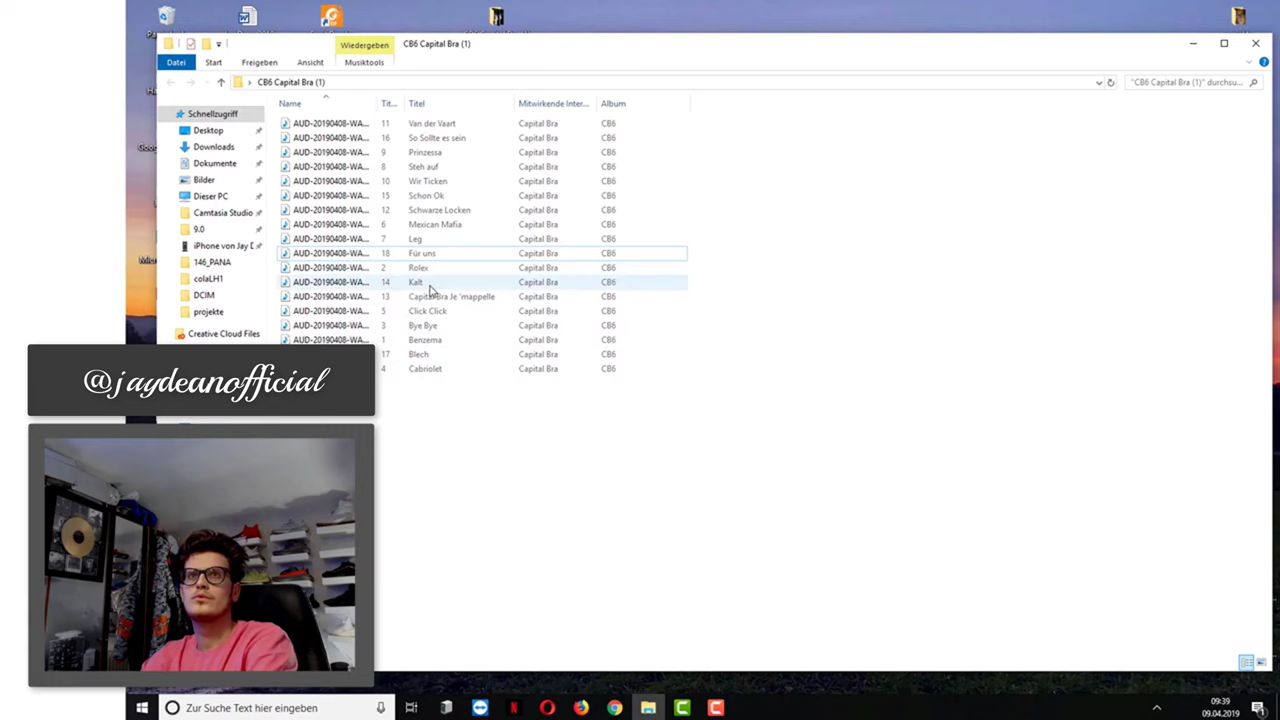 Wiedergeben CB6 Capital Bra (1)
Datei Start Freigeben Ansicht Musiktools
CB6 Capital Bra (1) "CB6 Capital Bra (1)" durchsu...
Name Tit... Titel Mitwirkende Inter... Album
Schnellzugriff
Desktop
Downloads
Dokumente
Bilder
Dieser PC
Camtasia Studio
9.0
iPhone von Jay D
146_PANA
colaLH1
DCIM
projekte
Creative Cloud Files
AUD-20190408-WA... 11 Van der Vaart Capital Bra CB6
AUD-20190408-WA... 16 So Sollte es sein Capital Bra CB6
AUD-20190408-WA... 9 Prinzessa Capital Bra CB6
AUD-20190408-WA... 8 Steh auf Capital Bra CB6
AUD-20190408-WA... 10 Wir Ticken Capital Bra CB6
AUD-20190408-WA... 15 Schon Ok Capital Bra CB6
AUD-20190408-WA... 12 Schwarze Locken Capital Bra CB6
AUD-20190408-WA... 6 Mexican Mafia Capital Bra CB6
AUD-20190408-WA... 7 Leg Capital Bra CB6
AUD-20190408-WA... 18 Für uns Capital Bra CB6
AUD-20190408-WA... 2 Rolex Capital Bra CB6
AUD-20190408-WA... 14 Kalt Capital Bra CB6
AUD-20190408-WA... 13 Capital Bra Je 'mappelle Capital Bra CB6
AUD-20190408-WA... 5 Click Click Capital Bra CB6
AUD-20190408-WA... 3 Bye Bye Capital Bra CB6
AUD-20190408-WA... 1 Benzema Capital Bra CB6
17 Blech Capital Bra CB6
4 Cabriolet Capital Bra CB6
@jaydeanofficial
Zur Suche Text hier eingeben
09:39
09.04.2019